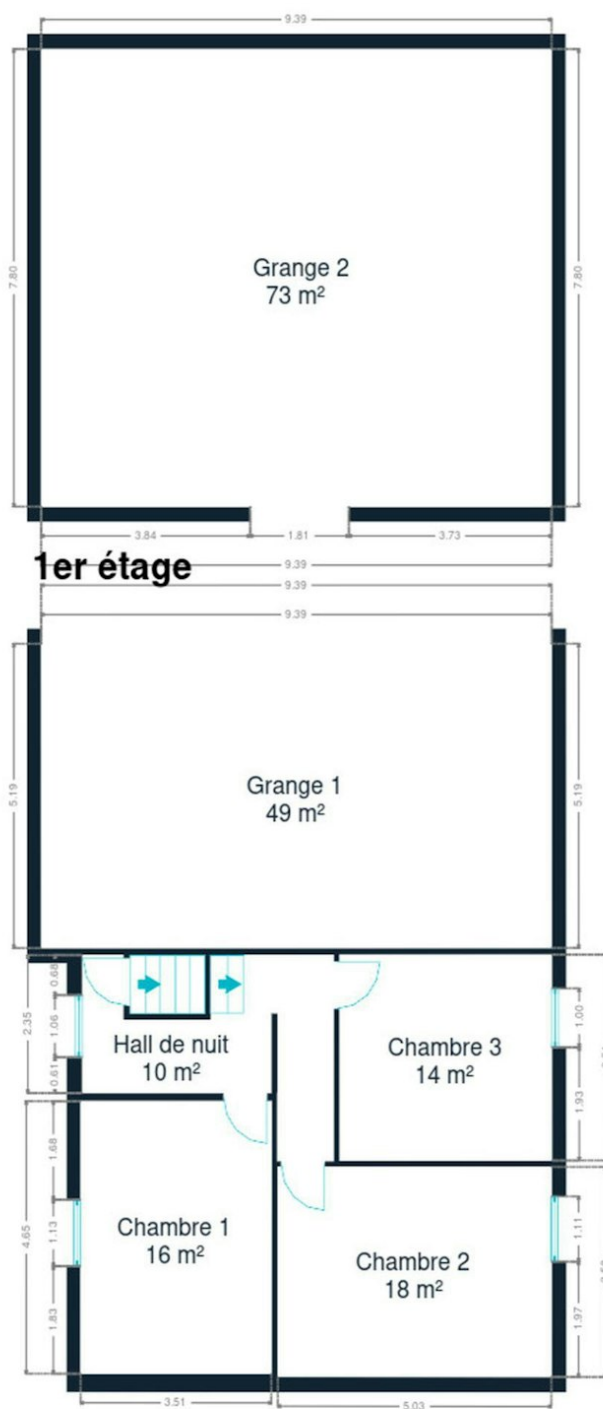 9.39
7.80
7.80
Grange 2
73 m²
3.84
1.81
3.73
9.39
1er étage
9.39
9.39
5.19
5.19
Grange 1
49 m²
0.68
2.35
1.06
0.61
Hall de nuit
10 m²
Chambre 3
14 m²
1.00
1.93
1.68
4.65
1.13
1.83
Chambre 1
16 m²
Chambre 2
18 m²
1.11
1.97
3.51
5.03